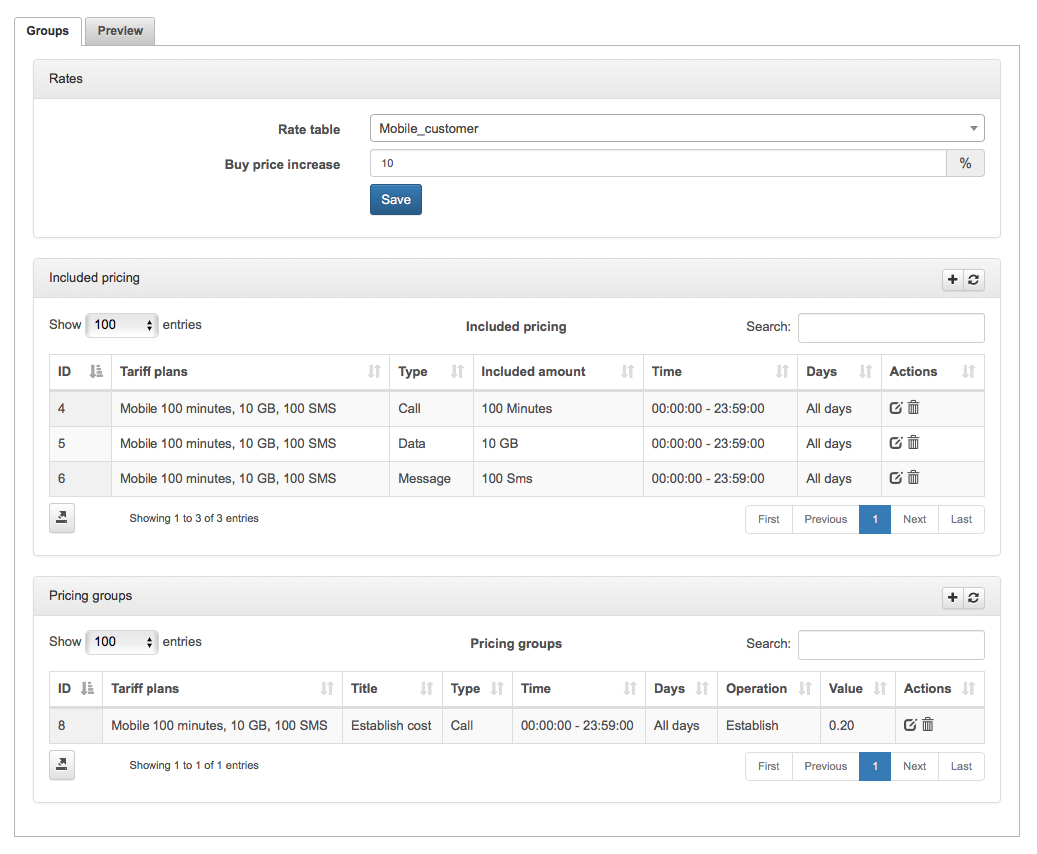 Groups Preview
Rates
Rate table Mobile_customer
Buy price increase 10 %
Save
Included pricing
Show 100 entries Included pricing Search:
ID Tariff plans Type Included amount Time Days Actions
4 Mobile 100 minutes, 10 GB, 100 SMS Call 100 Minutes 00:00:00 - 23:59:00 All days
5 Mobile 100 minutes, 10 GB, 100 SMS Data 10 GB 00:00:00 - 23:59:00 All days
6 Mobile 100 minutes, 10 GB, 100 SMS Message 100 Sms 00:00:00 - 23:59:00 All days
Showing 1 to 3 of 3 entries First Previous 1 Next Last
Pricing groups
Show 100 entries Pricing groups Search:
ID Tariff plans Title Type Time Days Operation Value Actions
8 Mobile 100 minutes, 10 GB, 100 SMS Establish cost Call 00:00:00 - 23:59:00 All days Establish 0.20
Showing 1 to 1 of 1 entries First Previous 1 Next Last